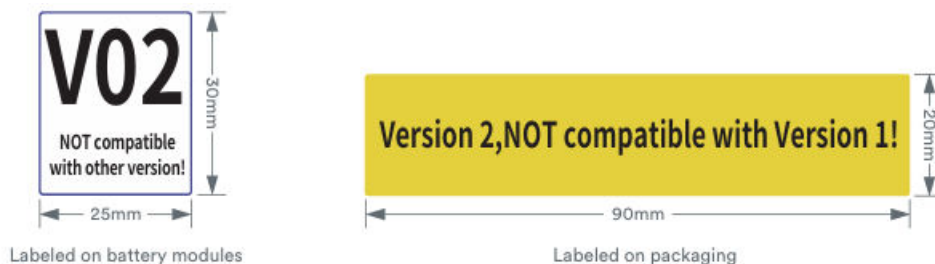 V02
NOT compatible
with other version!
30mm
25mm
Labeled on battery modules
Version 2,NOT compatible with Version 1!
20mm
90mm
Labeled on packaging